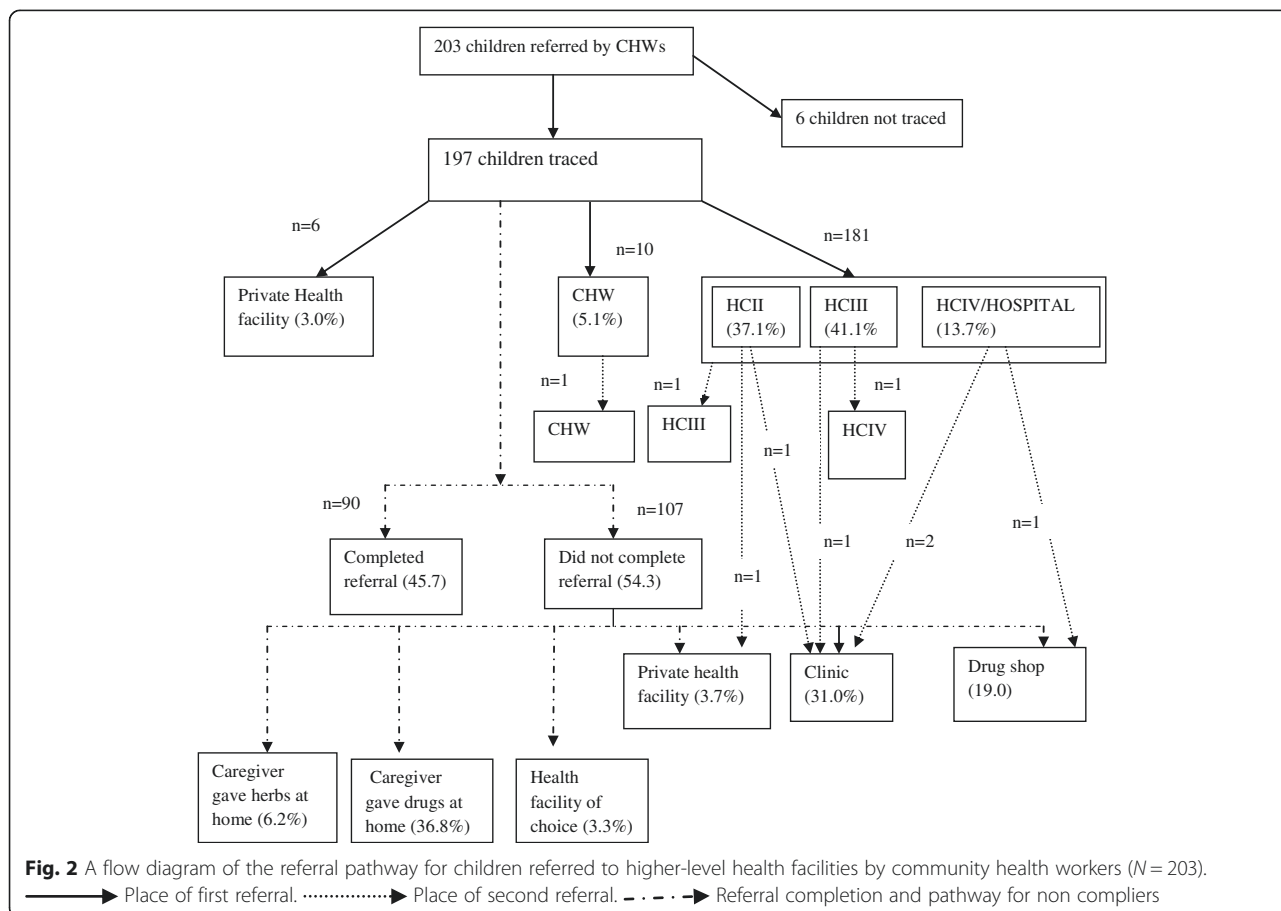 203 children referred by CHWs
6 children not traced
197 children traced
n=6
n=10
n=181
Private Health
facility (3.0%)
CHW
(5.1%)
HCII
(37.1%)
HCIII
(41.1%
HCIV/HOSPITAL
(13.7%)
n=1
n=1
n=1
CHW
HCIII
HCIV
n=1
n=90
n=107
n=1
n=2
n=1
Completed
referral (45.7)
Did not complete
referral (54.3)
n=1
Private health
facility (3.7%)
Clinic
(31.0%)
Drug shop
(19.0)
Caregiver
gave herbs at
home (6.2%)
Caregiver
gave drugs at
home (36.8%)
Health
facility of
choice (3.3%)
Fig. 2 A flow diagram of the referral pathway for children referred to higher-level health facilities by community health workers (N = 203).
Place of first referral. Place of second referral. Referral completion and pathway for non compliers